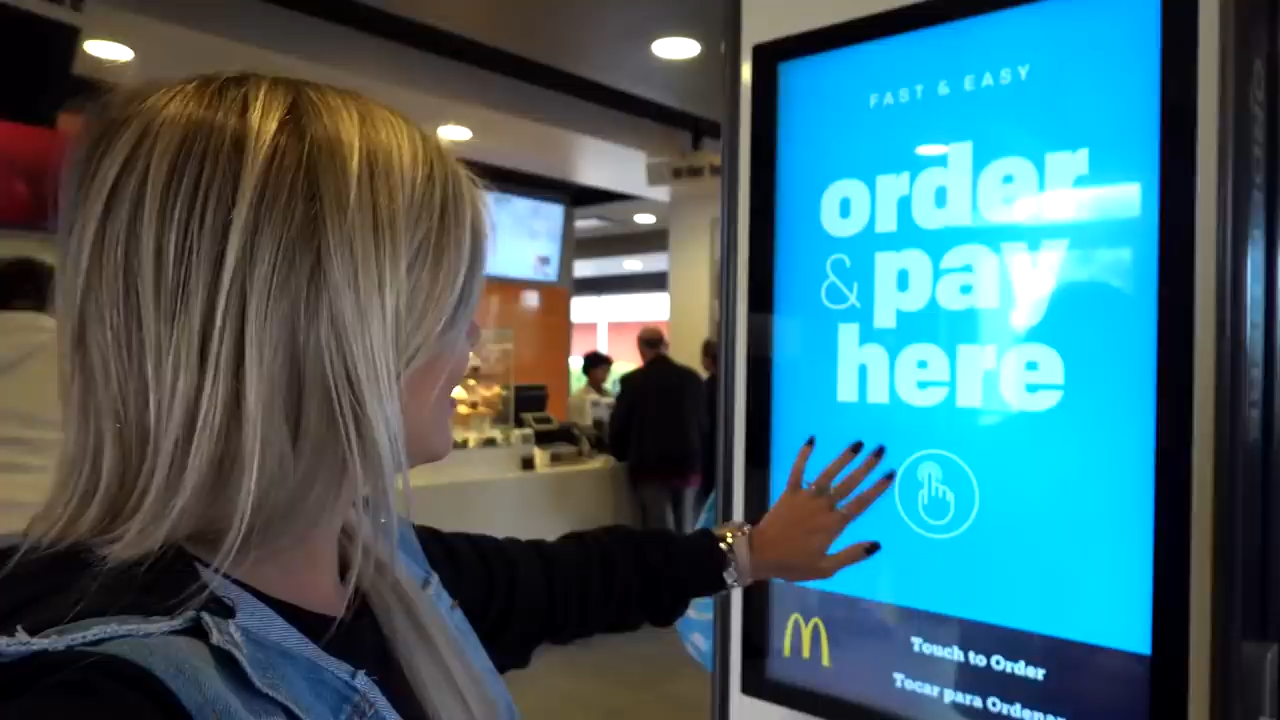 FAST & EASY
order
& pay
here
Touch to Order
Tocar para Ordenar